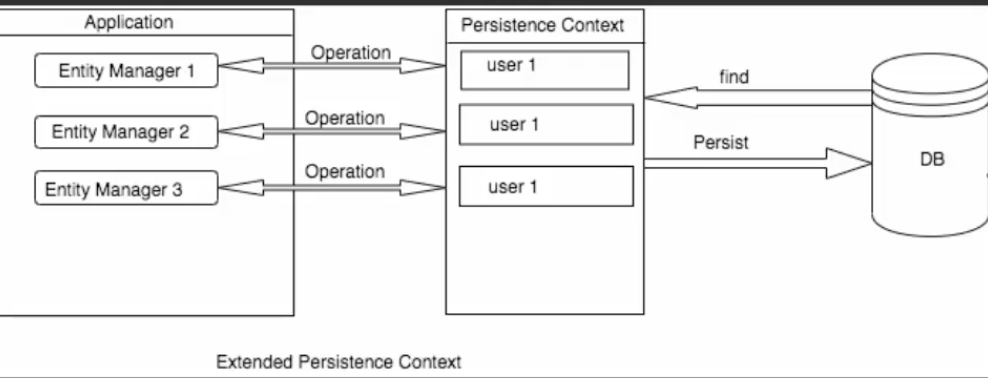 Application
Persistence Context
Entity Manager 1
Operation
user 1
find
Entity Manager 2
Operation
user 1
Persist
DB
Entity Manager 3
Operation
user 1
Extended Persistence Context